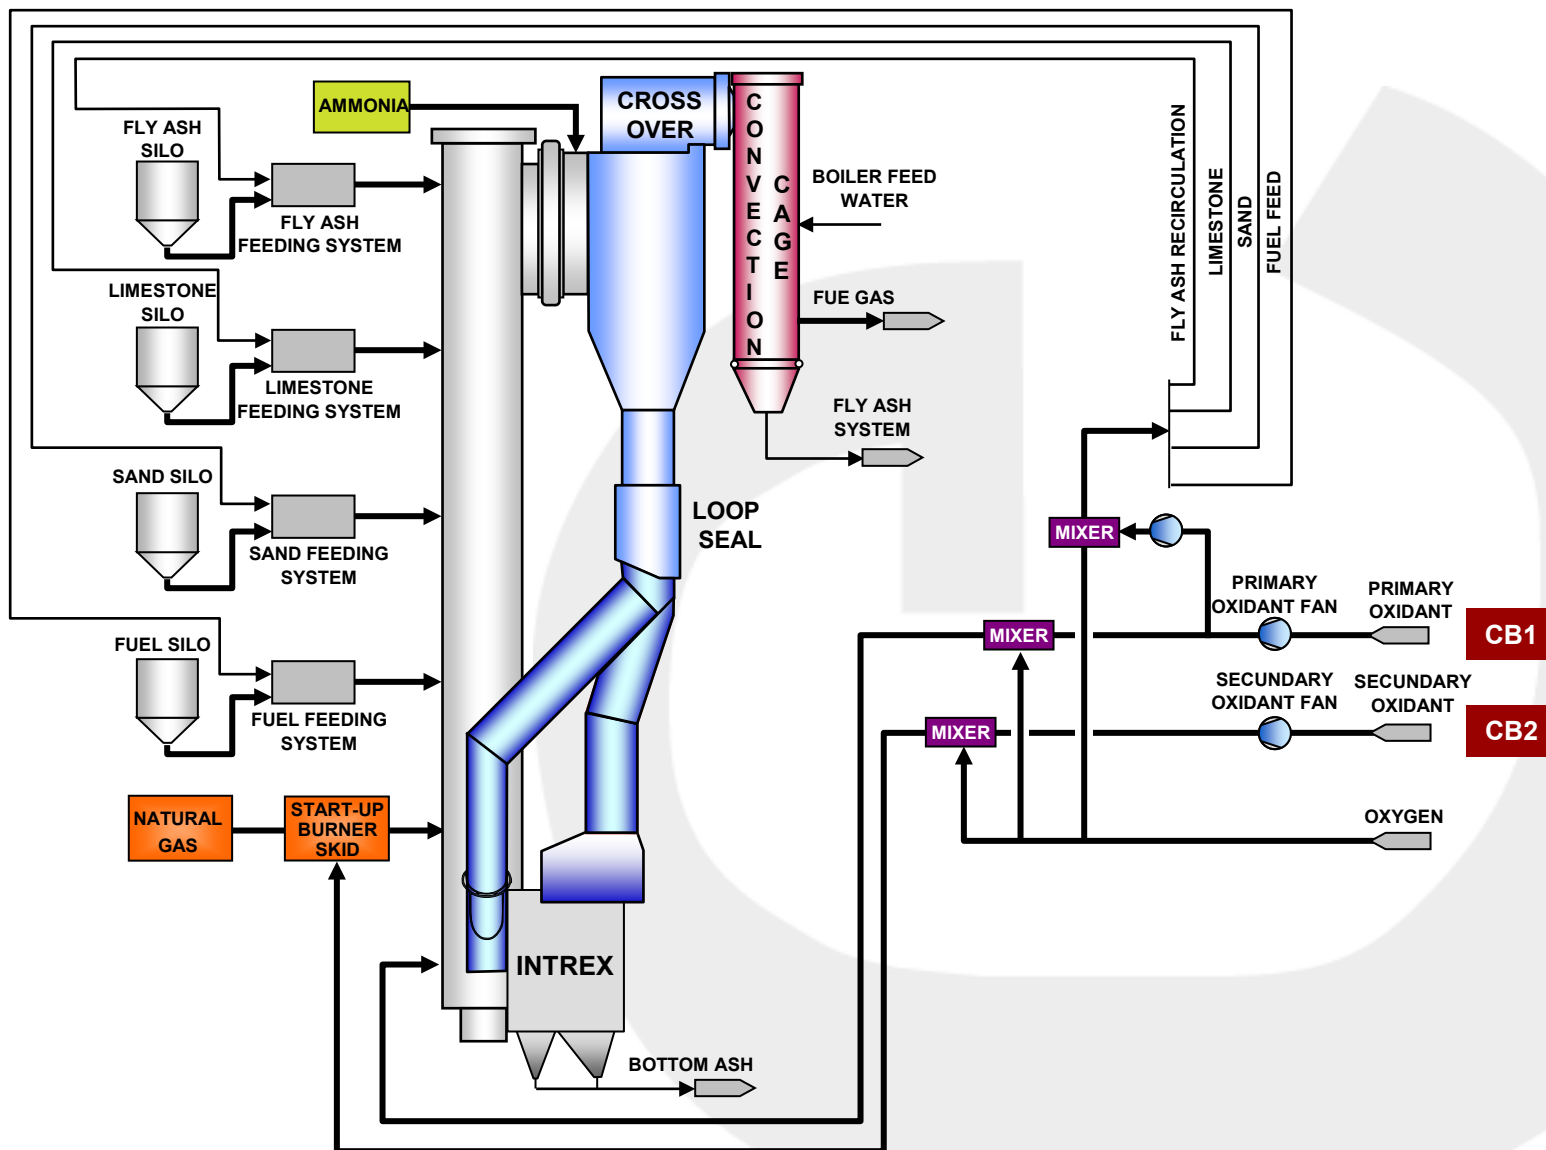 AMMONIA
CROSS
OVER
CONVECTION
CAGE
FLY ASH
SILO
FLY ASH
FEEDING SYSTEM
BOILER FEED
WATER
FUE GAS
FLY ASH
SYSTEM
LIMESTONE
SILO
LIMESTONE
FEEDING SYSTEM
SAND SILO
SAND FEEDING
SYSTEM
FUEL SILO
FUEL FEEDING
SYSTEM
NATURAL
GAS
START-UP
BURNER
SKID
LOOP
SEAL
INTREX
BOTTOM ASH
FLY ASH RECIRCULATION
LIMESTONE
SAND
FUEL FEED
MIXER
PRIMARY
OXIDANT FAN
PRIMARY
OXIDANT
MIXER
CB1
SECUNDARY
OXIDANT FAN
SECUNDARY
OXIDANT
MIXER
CB2
OXYGEN